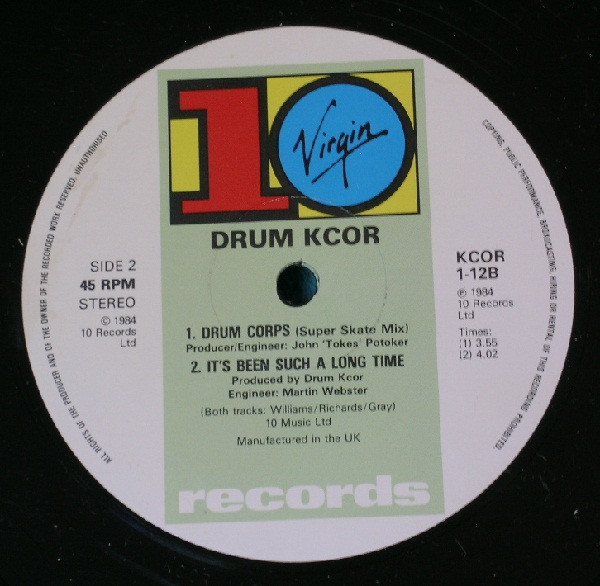 10
Virgin
DRUM KCOR
SIDE 2
45 RPM
STEREO
© 1984
10 Records
Ltd
KCOR
1-12B
℗ 1984
10 Records
Ltd
Times:
(1) 3.55
(2) 4.02
1. DRUM CORPS (Super Skate Mix)
Producer/Engineer: John 'Tokes' Potoker
2. IT'S BEEN SUCH A LONG TIME
Produced by Drum Kcor
Engineer: Martin Webster
(Both tracks: Williams/Richards/Gray)
10 Music Ltd
Manufactured in the UK
records
ALL RIGHTS OF THE PRODUCER AND OF THE OWNER OF THE RECORDED WORK RESERVED. UNAUTHORISED
COPYING, PUBLIC PERFORMANCE, BROADCASTING, HIRING OR RENTAL OF THIS RECORDING PROHIBITED.